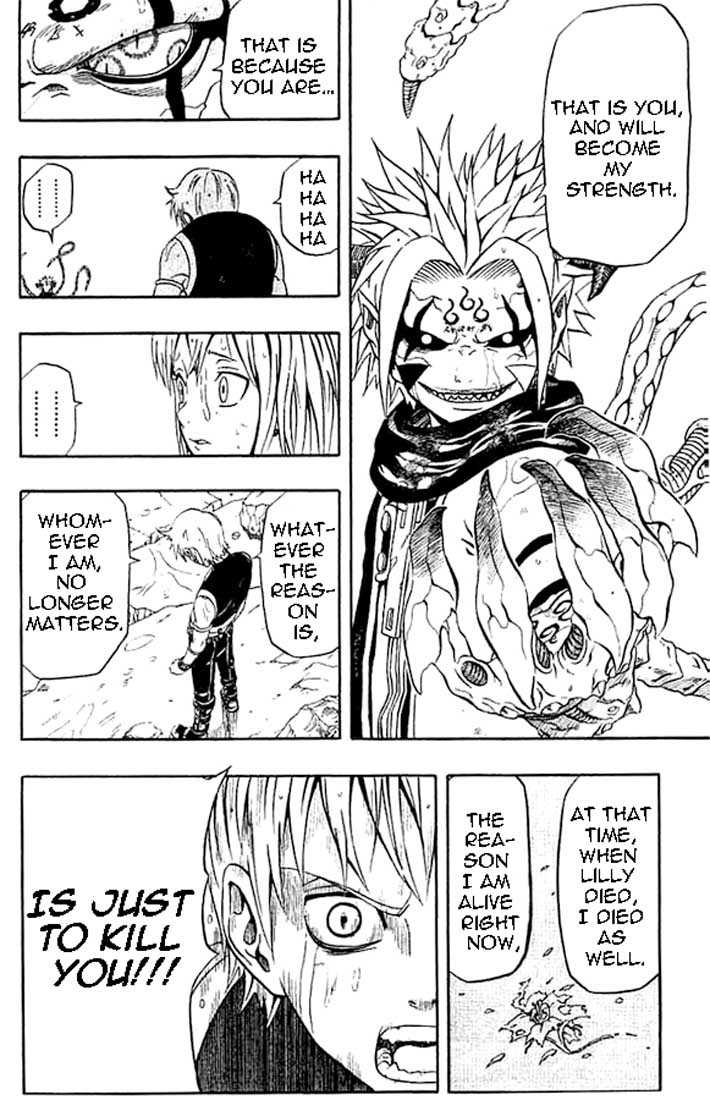 THAT IS YOU,
AND WILL
BECOME
MY
STRENGTH.
THAT IS
BECAUSE
YOU ARE...
HA
HA
HA
HA
........
........
WHAT-
EVER THE
REAS-
ON
IS,
WHOM-
EVER
I AM,
NO
LONGER
MATTERS.
AT THAT
TIME,
WHEN
LILLY
DIED,
I DIED
AS
WELL.
THE
REA-
SON
I AM
ALIVE
RIGHT
NOW,
IS JUST
TO KILL
YOU!!!